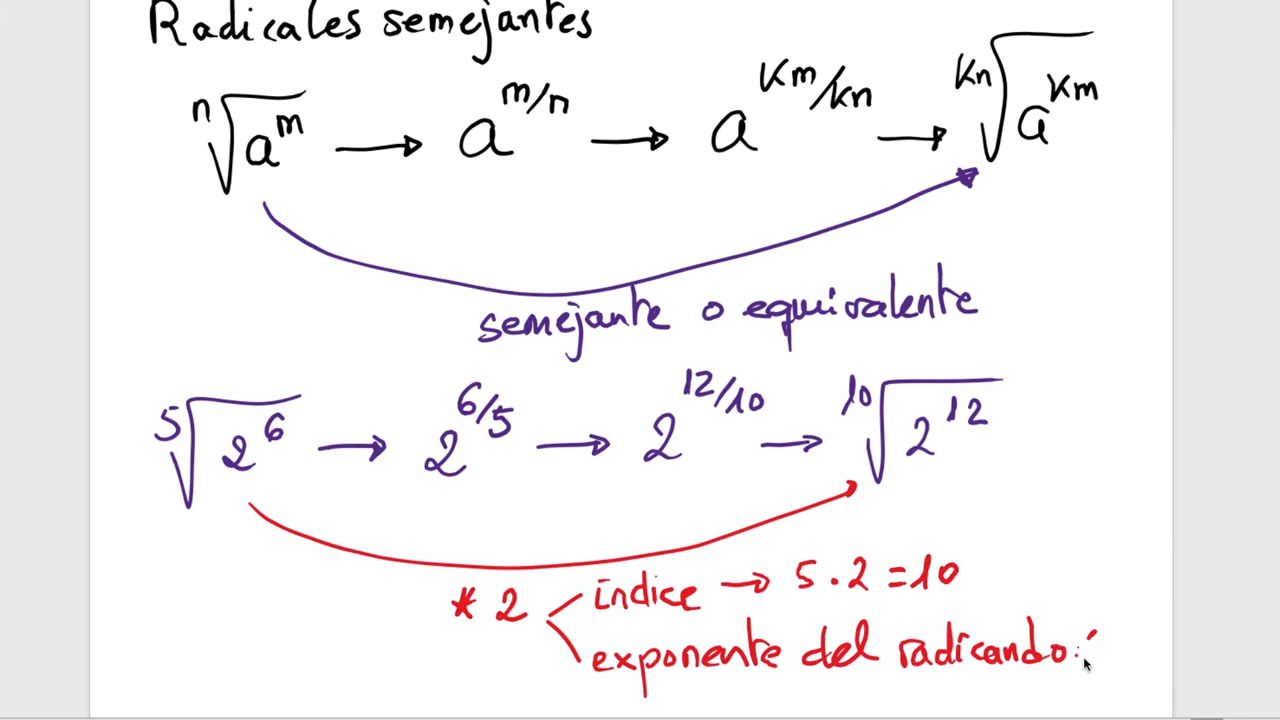 Radicales semejantes
ⁿ√aᵐ → a^m/n → a^km/kn → ᵏⁿ√aᵏᵐ
semejante o equivalente
⁵√2⁶ → 2^6/5 → 2^12/10 → ¹⁰√2¹²
* 2 índice → 5 · 2 = 10
exponente del radicando: